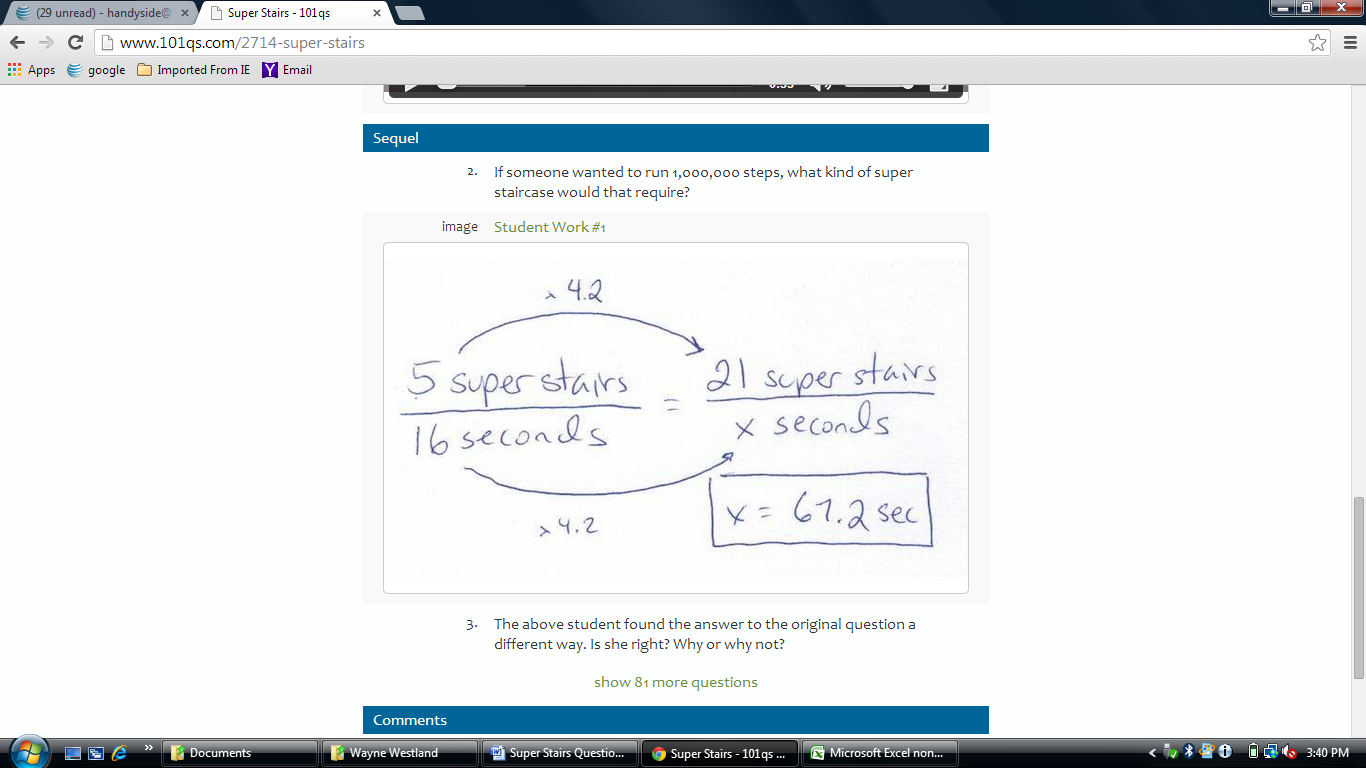 (29 unread) - handyside@
Super Stairs - 101qs
www.101qs.com/2714-super-stairs
Apps
google
Imported From IE
Email
Sequel
2. If someone wanted to run 1,000,000 steps, what kind of super
staircase would that require?
image Student Work #1
x 4.2
5 super stairs
16 seconds
=
21 super stairs
x seconds
x 4.2
x = 67.2 sec
3. The above student found the answer to the original question a
different way. Is she right? Why or why not?
show 81 more questions
Comments
Documents
Wayne Westland
Super Stairs Questio...
Super Stairs - 101qs ...
Microsoft Excel non...
3:40 PM